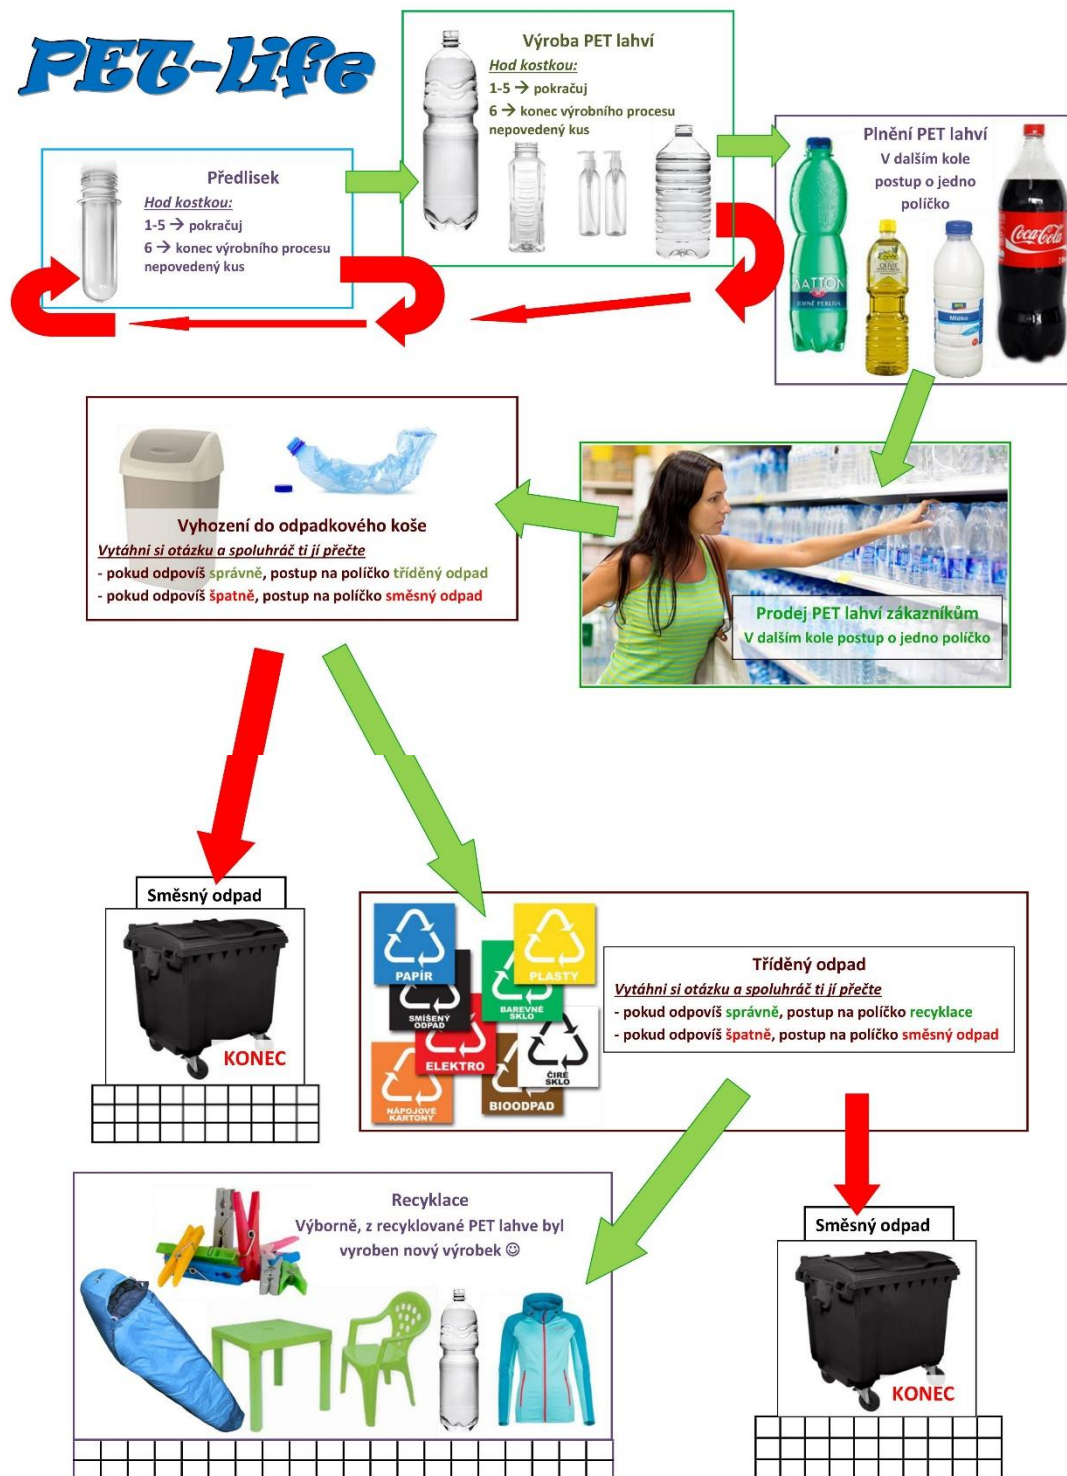 PET-life
Výroba PET lahví
Hod kostkou:
1-5 → pokračuj
6 → konec výrobního procesu
nepovedený kus
Předlisek
Hod kostkou:
1-5 → pokračuj
6 → konec výrobního procesu
nepovedený kus
Plnění PET lahví
V dalším kole
postup o jedno
políčko
MATTONI
JEMNĚ PERLIVÁ
Mléko
Coca-Cola
Vyhození do odpadkového koše
Vytáhni si otázku a spoluhráč ti jí přečte
- pokud odpovíš správně, postup na políčko tříděný odpad
- pokud odpovíš špatně, postup na políčko směsný odpad
Prodej PET lahví zákazníkům
V dalším kole postup o jedno políčko
Směsný odpad
KONEC
PAPÍR
PLASTY
SMÍŠENÝ
ODPAD
BAREVNÉ
SKLO
ELEKTRO
ČIRÉ
SKLO
NÁPOJOVÉ
KARTONY
BIOODPAD
Tříděný odpad
Vytáhni si otázku a spoluhráč ti jí přečte
- pokud odpovíš správně, postup na políčko recyklace
- pokud odpovíš špatně, postup na políčko směsný odpad
Recyklace
Výborně, z recyklované PET lahve byl
vyroben nový výrobek ☺
Směsný odpad
KONEC